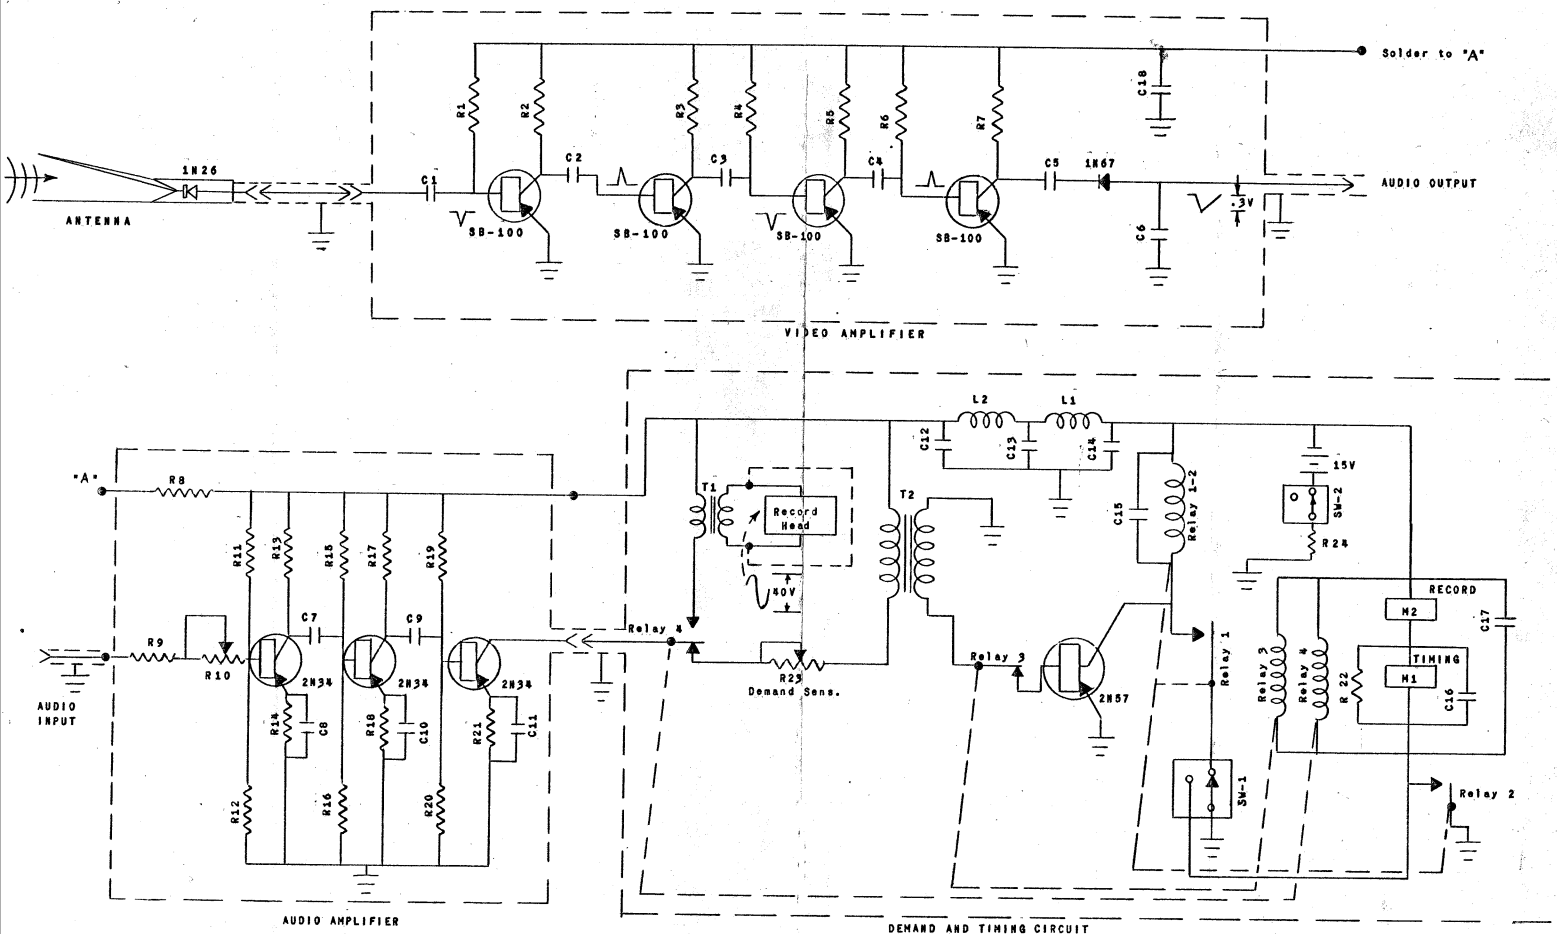 Solder to "A"
R1
R2
R3
R4
R5
R6
R7
C18
1N26
C1
C2
C3
C4
C5
1N67
AUDIO OUTPUT
.3V
ANTENNA
SB-100
SB-100
SB-100
SB-100
C6
VIDEO AMPLIFIER
L2
L1
C12
C13
C14
"A"
R8
T1
Record
Head
T2
C15
Relay 1-2
15V
SW-2
R24
R11
R13
R15
R17
R19
40V
RECORD
M2
C17
C7
C9
Relay 4
Relay 1
R9
R10
2N34
2N34
2N34
R23
Demand Sens.
Relay 3
2N57
Relay 3
Relay 4
R 22
TIMING
M1
C16
AUDIO
INPUT
R14
C8
R18
C10
R21
C11
R12
R16
R20
SW-1
Relay 2
AUDIO AMPLIFIER
DEMAND AND TIMING CIRCUIT